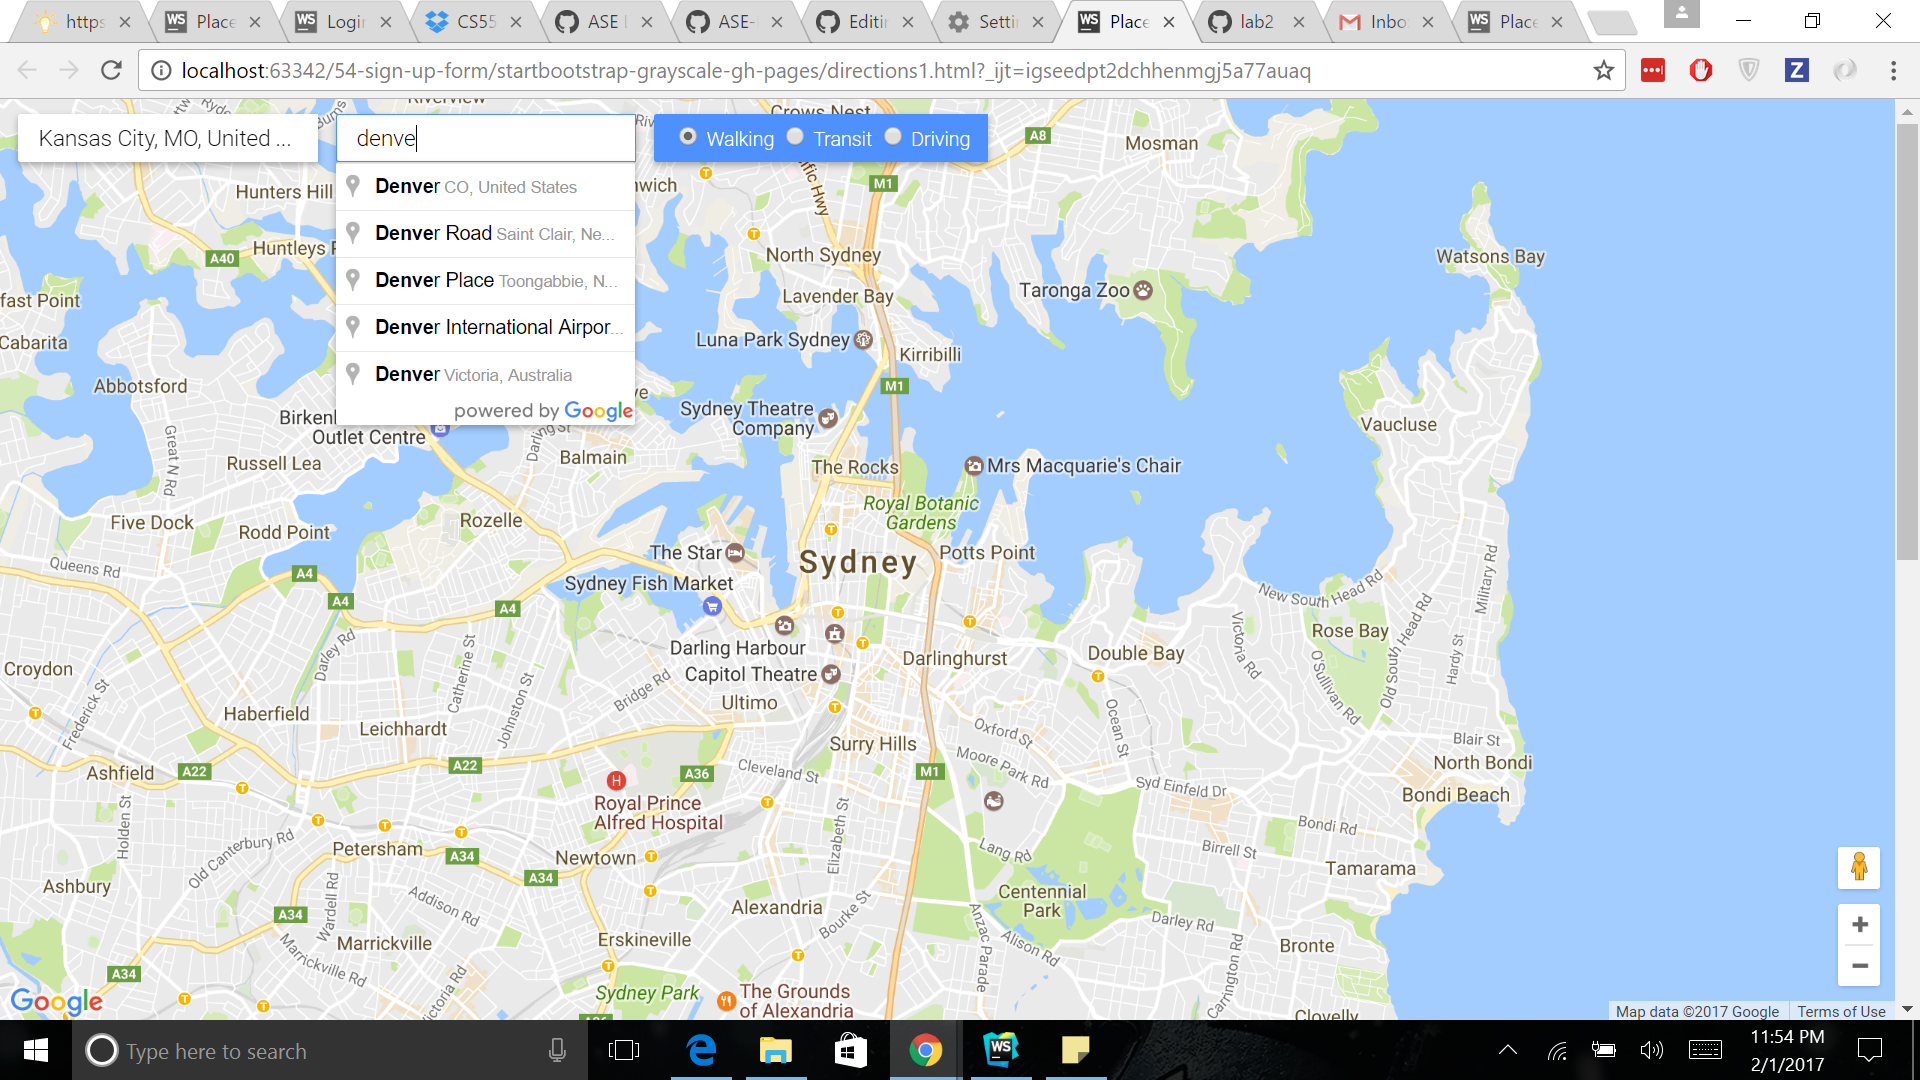 https
Place
Login
CS55
ASE
ASE-
Editin
Settin
Place
lab2
Inbo
Place
localhost:63342/54-sign-up-form/startbootstrap-grayscale-gh-pages/directions1.html?_ijt=igseedpt2dchhenmgj5a77auaq
Kansas City, MO, United ...
denve
Walking Transit Driving
Denver CO, United States
Denver Road Saint Clair, Ne...
Denver Place Toongabbie, N...
Denver International Airpor...
Denver Victoria, Australia
powered by Google
Riverview
Crows Nest
A8
Mosman
Hunters Hill
M1
North Sydney
Watsons Bay
A40
Lavender Bay
Taronga Zoo
Cabarita
Luna Park Sydney
Kirribilli
Abbotsford
M1
Sydney Theatre
Company
Vaucluse
Outlet Centre
Darling St
Great N Rd
Russell Lea
Balmain
The Rocks
Mrs Macquarie's Chair
Royal Botanic
Gardens
Five Dock
Rozelle
Rodd Point
The Star
Sydney
Potts Point
Queens Rd
A4
Sydney Fish Market
A4
A4
New South Head Rd
Military Rd
Victoria Rd
Rose Bay
Old South Head Rd
Hardy St
O'Sullivan Rd
Darley Rd
Darling Harbour
Darlinghurst
Double Bay
Croydon
Catherine St
Capitol Theatre
Bridge Rd
Johnston St
Ultimo
Frederick St
Haberfield
Leichhardt
Ocean St
Oxford St
Surry Hills
Blair St
Ashfield
A22
A22
A36
Cleveland St
M1
Moore Park Rd
North Bondi
Syd Einfeld Dr
Bondi Beach
Royal Prince
Alfred Hospital
Holden St
Elizabeth St
Bondi Rd
Old Canterbury Rd
Petersham
A34
Newtown
Lang Rd
Birrell St
Tamarama
Ashbury
A34
Wardell Rd
Addison Rd
Centennial
Park
A34
Alexandria
Bourke St
Darley Rd
Marrickville
Erskineville
Anzac Parade
Alison Rd
Bronte
Marrickville Rd
A34
Victoria Rd
Carrington Rd
Sydney Park
The Grounds
of Alexandria
Google
Clovelly
Map data ©2017 Google
Terms of Use
Type here to search
11:54 PM
2/1/2017